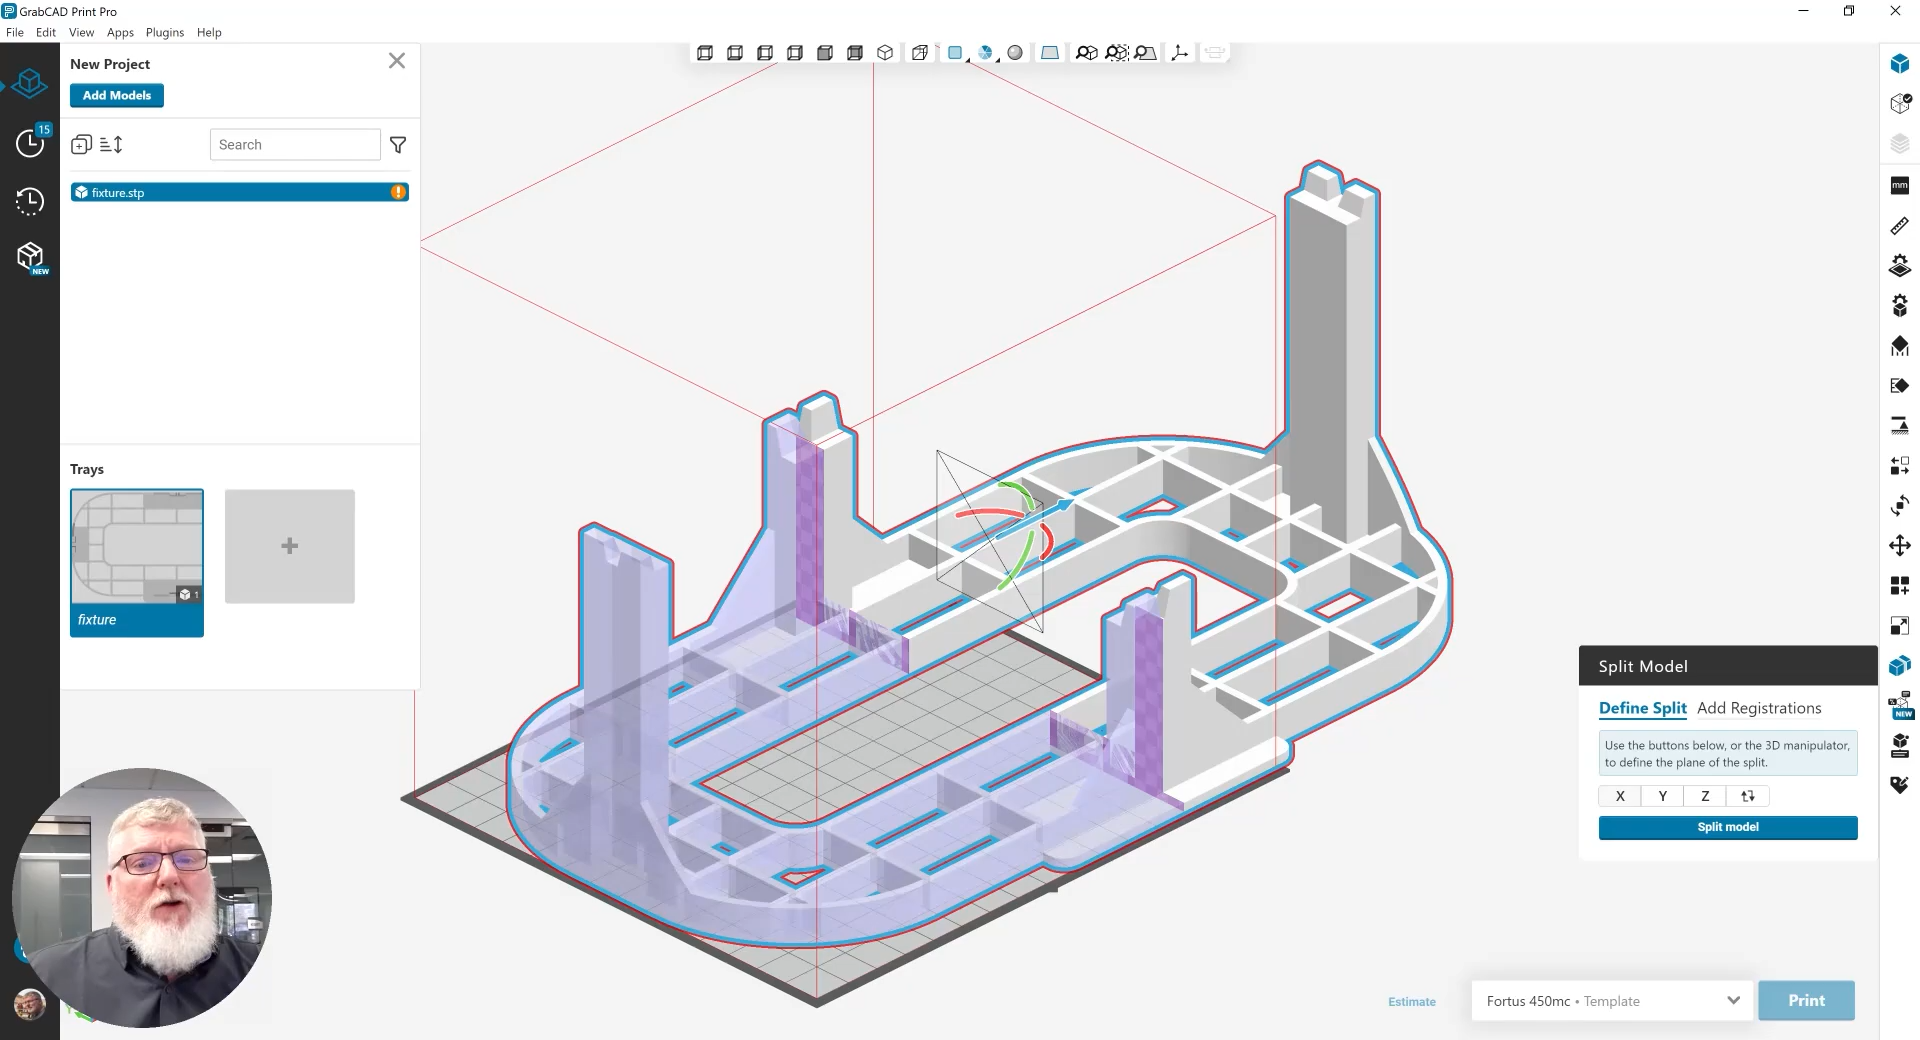 GrabCAD Print Pro
File Edit View Apps Plugins Help
New Project
Add Models
15
Search
NEW
fixture.stp
mm
Trays
1
fixture
Split Model
Define Split Add Registrations
Use the buttons below, or the 3D manipulator,
to define the plane of the split.
X Y Z
Split model
NEW
Estimate
Fortus 450mc • Template
Print